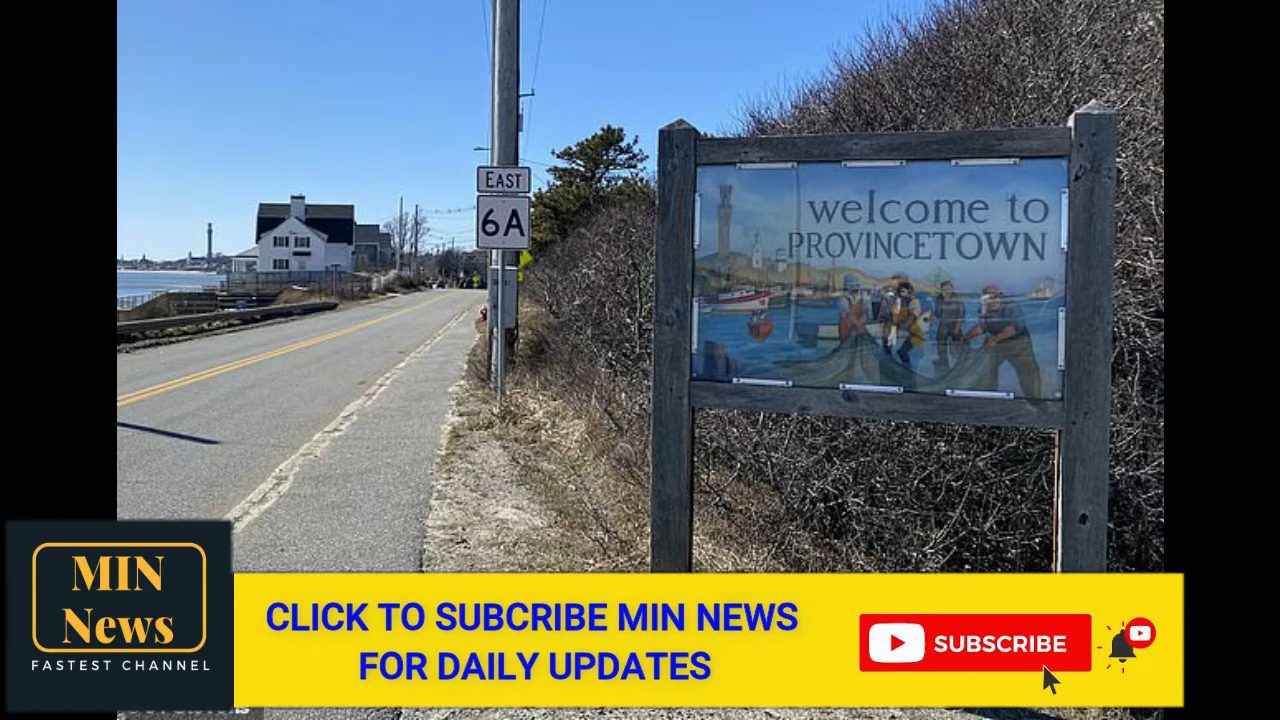 EAST
6A
welcome to
PROVINCETOWN
MIN
News
FASTEST CHANNEL
CLICK TO SUBCRIBE MIN NEWS
FOR DAILY UPDATES
SUBSCRIBE